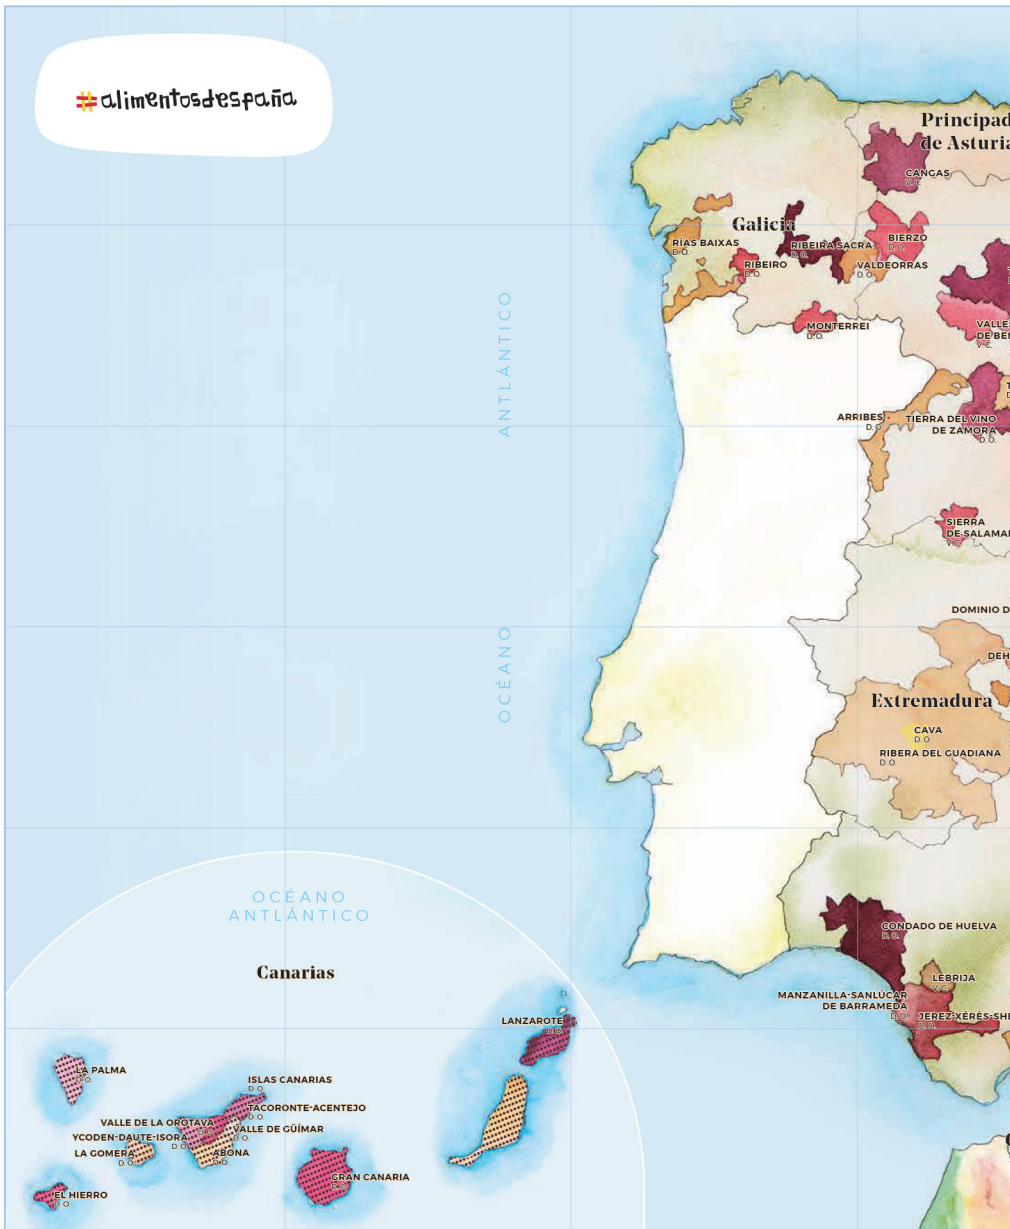 #alimentosdespaña
Principad
de Asturia
CANGAS
V.C.
Galicia
RÍAS BAIXAS
D.O.
RIBEIRO
D.O.
RIBEIRA SACRA
D.O.
BIERZO
D.O.
VALDEORRAS
D.O.
MONTERREI
D.O.
VALLES
DE BEN
V.C.
ANTLÁNTICO
ARRIBES
D.O.
TIERRA DEL VINO
DE ZAMORA
D.O.
SIERRA
DE SALAMAN
V.C.
DOMINIO D
OCÉANO
DEH
Extremadura
CAVA
D.O.
RIBERA DEL GUADIANA
D.O.
CONDADO DE HUELVA
D.O.
LEBRIJA
V.C.
MANZANILLA-SANLÚCAR
DE BARRAMEDA
D.O.
JEREZ-XÉRÈS-SHE
D.O.
OCÉANO
ANTLÁNTICO
Canarias
LANZAROTE
D.O.
LA PALMA
D.O.
ISLAS CANARIAS
D.O.
TACORONTE-ACENTEJO
D.O.
VALLE DE LA OROTAVA
D.O.
VALLE DE GÜÍMAR
D.O.
YCODEN-DAUTE-ISORA
D.O.
LA GOMERA
D.O.
ABONA
D.O.
GRAN CANARIA
D.O.
EL HIERRO
D.O.